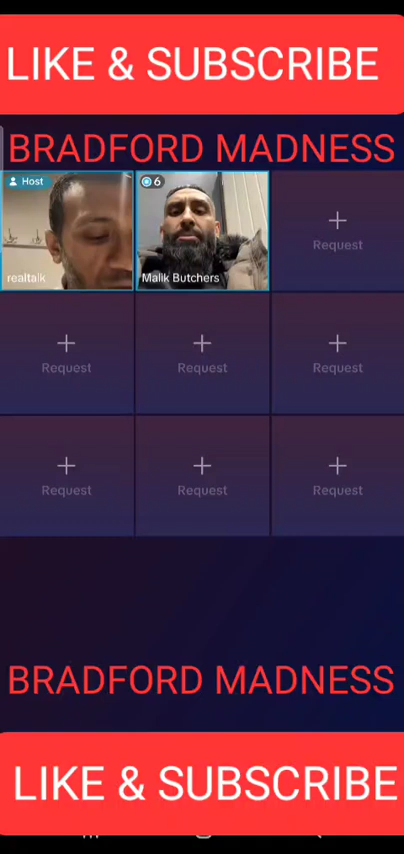 LIKE & SUBSCRIBE
BRADFORD MADNESS
Host
6
realtalk
Malik Butchers
Request
Request
Request
Request
Request
Request
Request
BRADFORD MADNESS
LIKE & SUBSCRIBE